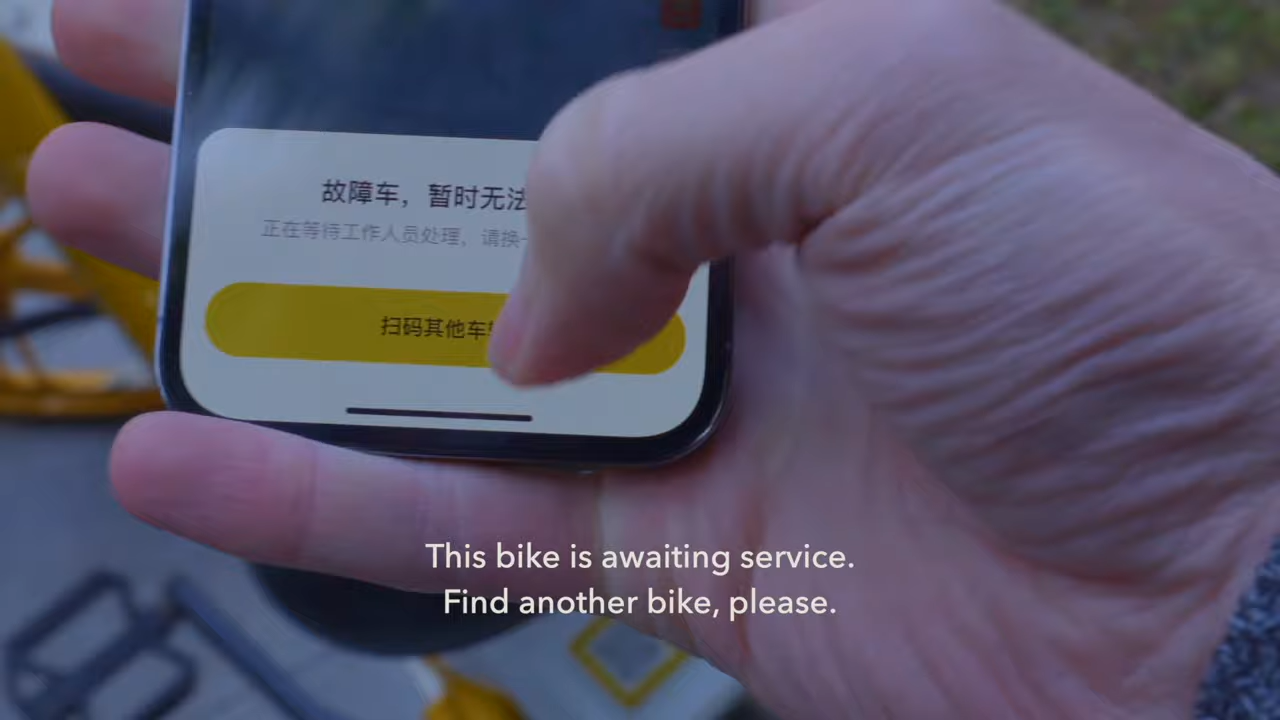 故障车，暂时无法
正在等待工作人员处理，请换一
扫码其他车
This bike is awaiting service.
Find another bike, please.